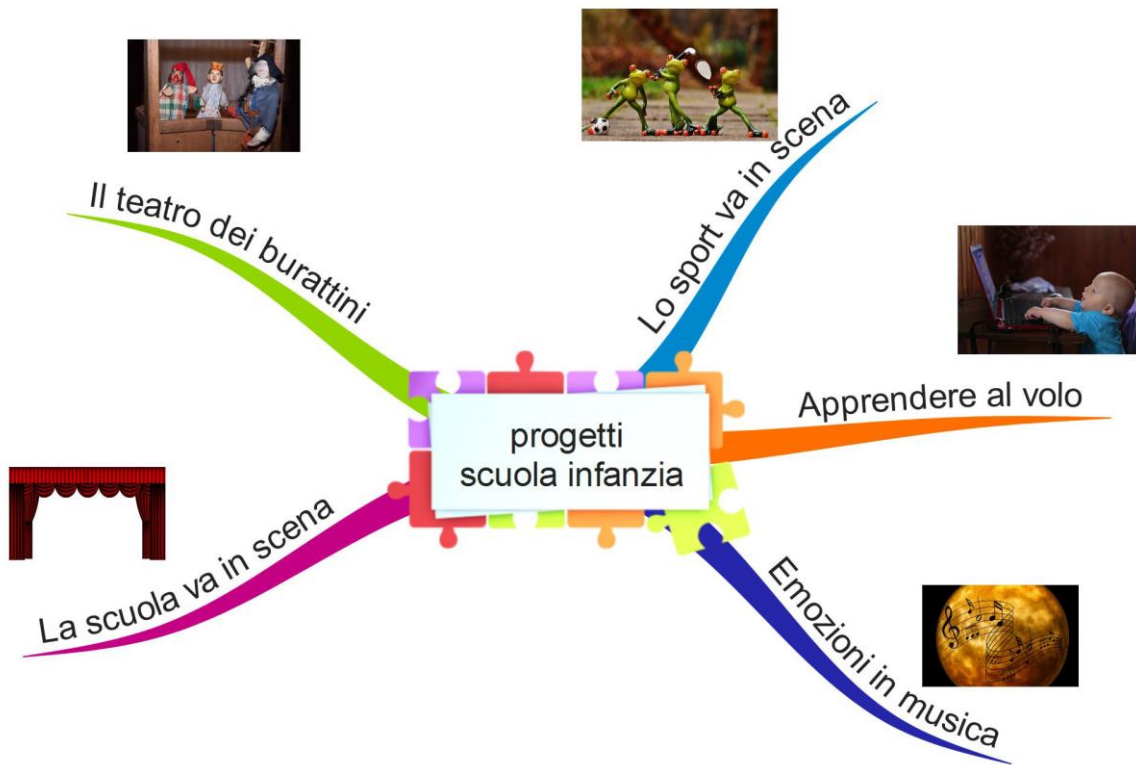 Il teatro dei burattini
Lo sport va in scena
Apprendere al volo
progetti
scuola infanzia
La scuola va in scena
Emozioni in musica